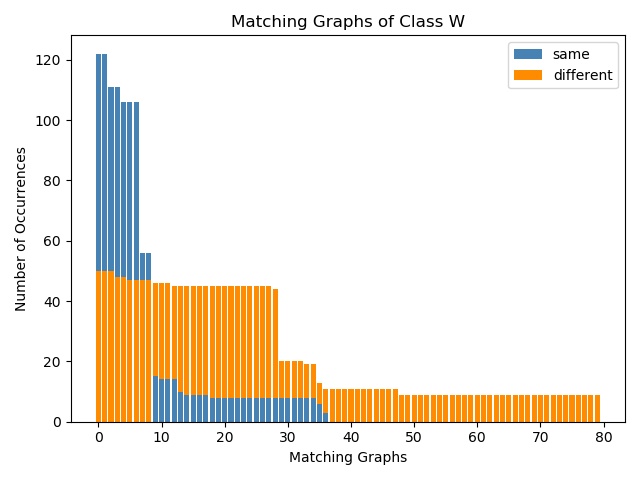 Matching Graphs of Class W
same
different
Number of Occurrences
120
100
80
60
40
20
0
0 10 20 30 40 50 60 70 80
Matching Graphs